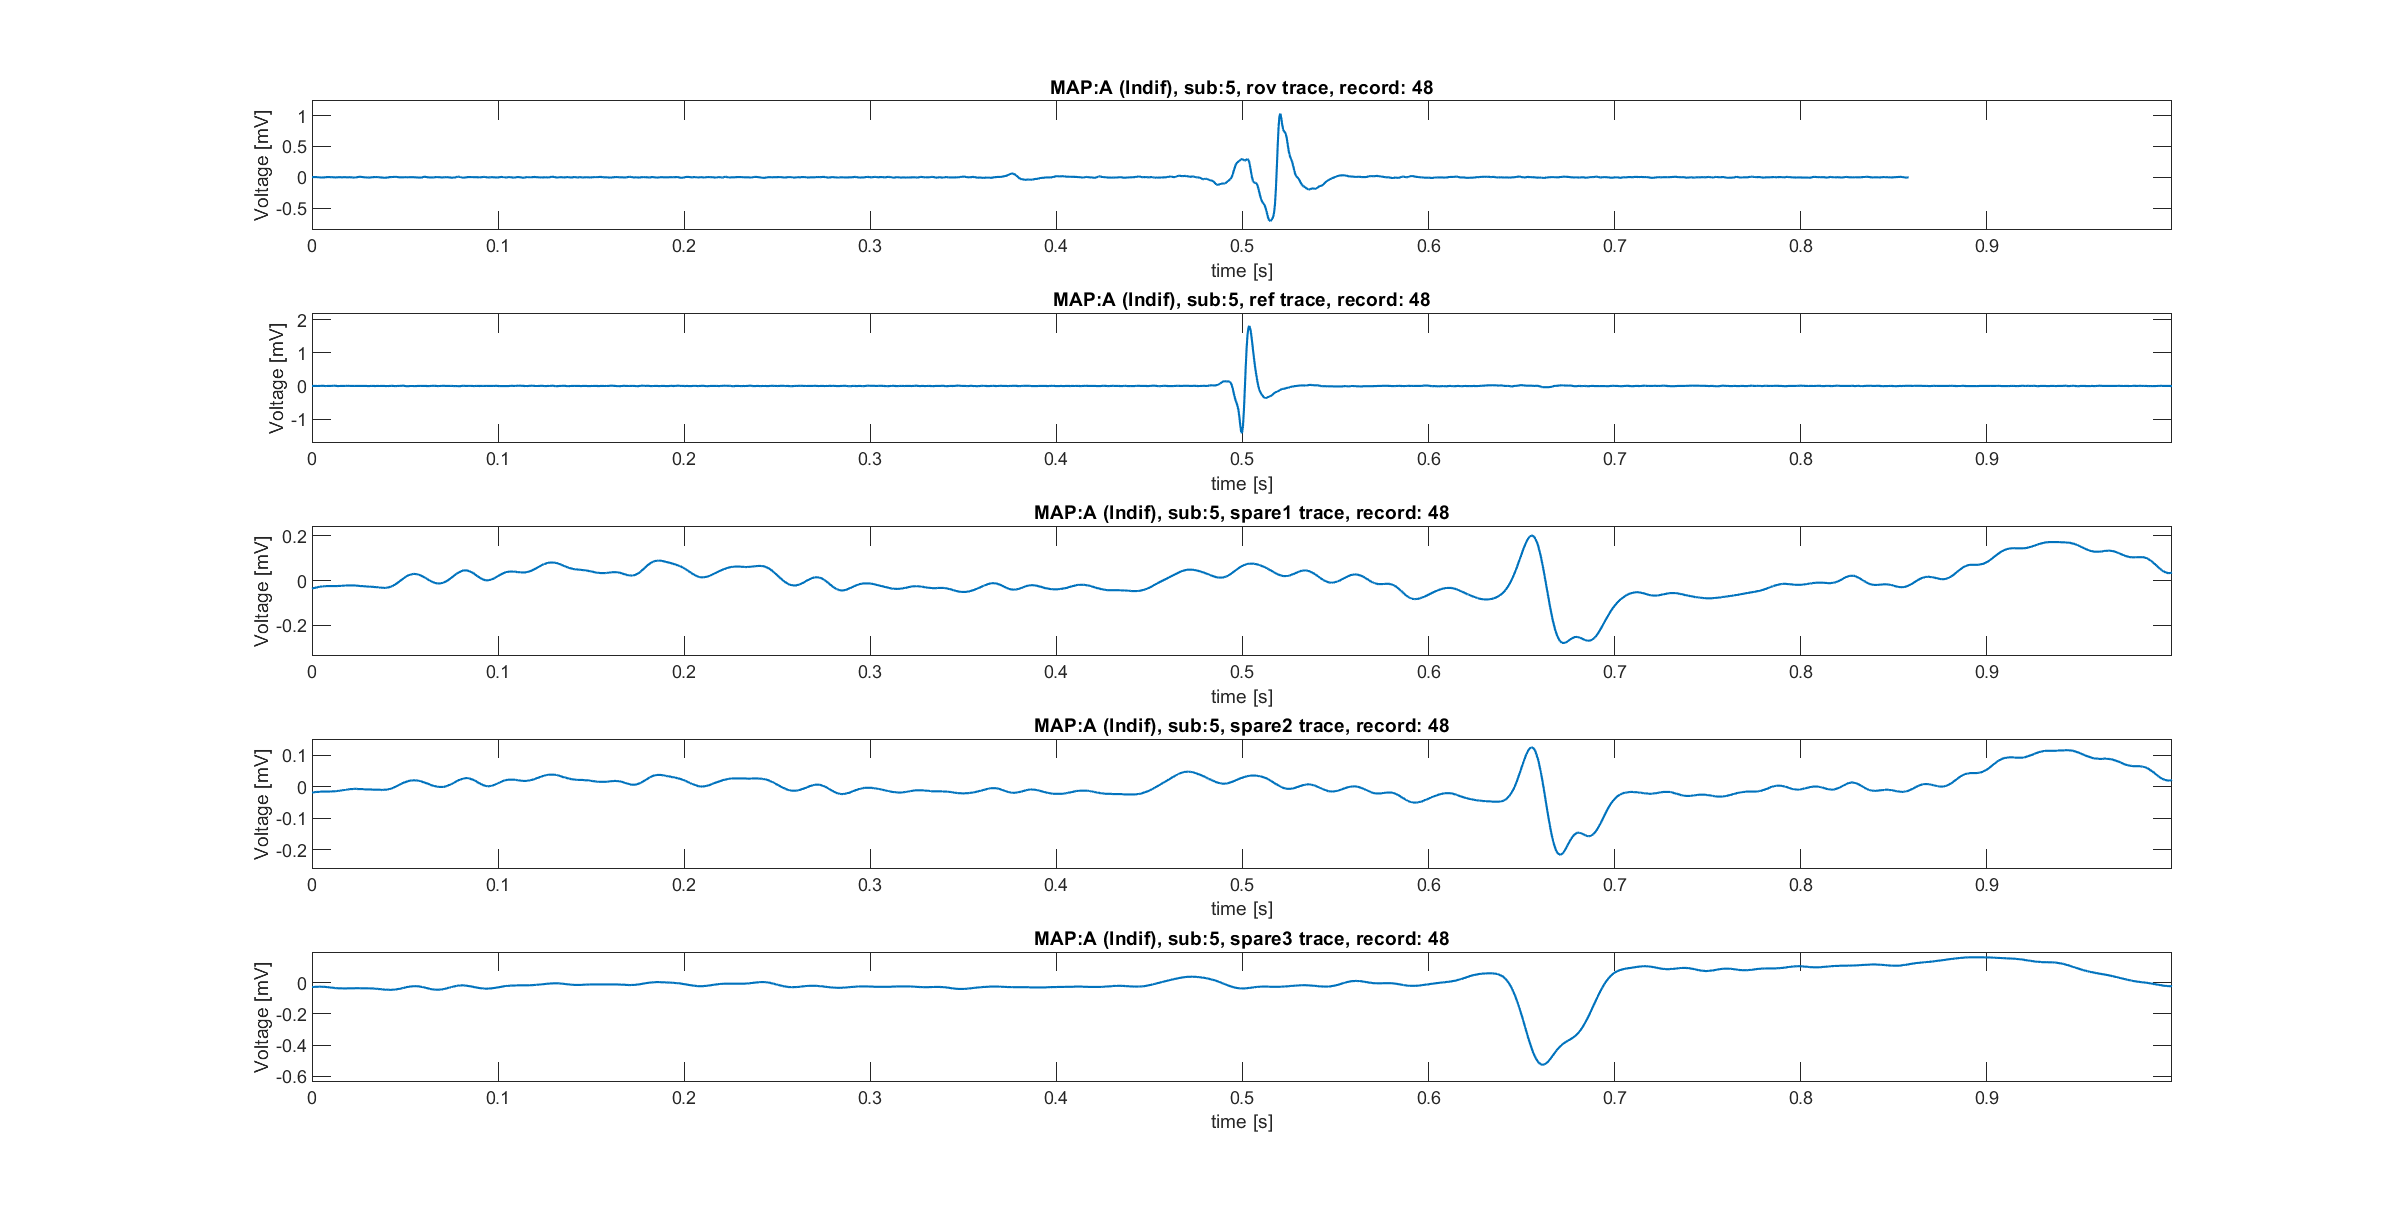 MAP:A (Indif), sub:5, rov trace, record: 48
Voltage [mV]
1
0.5
0
-0.5
0 0.1 0.2 0.3 0.4 0.5 0.6 0.7 0.8 0.9
time [s]
MAP:A (Indif), sub:5, ref trace, record: 48
Voltage [mV]
2
1
0
-1
0 0.1 0.2 0.3 0.4 0.5 0.6 0.7 0.8 0.9
time [s]
MAP:A (Indif), sub:5, spare1 trace, record: 48
Voltage [mV]
0.2
0
-0.2
0 0.1 0.2 0.3 0.4 0.5 0.6 0.7 0.8 0.9
time [s]
MAP:A (Indif), sub:5, spare2 trace, record: 48
Voltage [mV]
0.1
0
-0.1
-0.2
0 0.1 0.2 0.3 0.4 0.5 0.6 0.7 0.8 0.9
time [s]
MAP:A (Indif), sub:5, spare3 trace, record: 48
Voltage [mV]
0
-0.2
-0.4
-0.6
0 0.1 0.2 0.3 0.4 0.5 0.6 0.7 0.8 0.9
time [s]